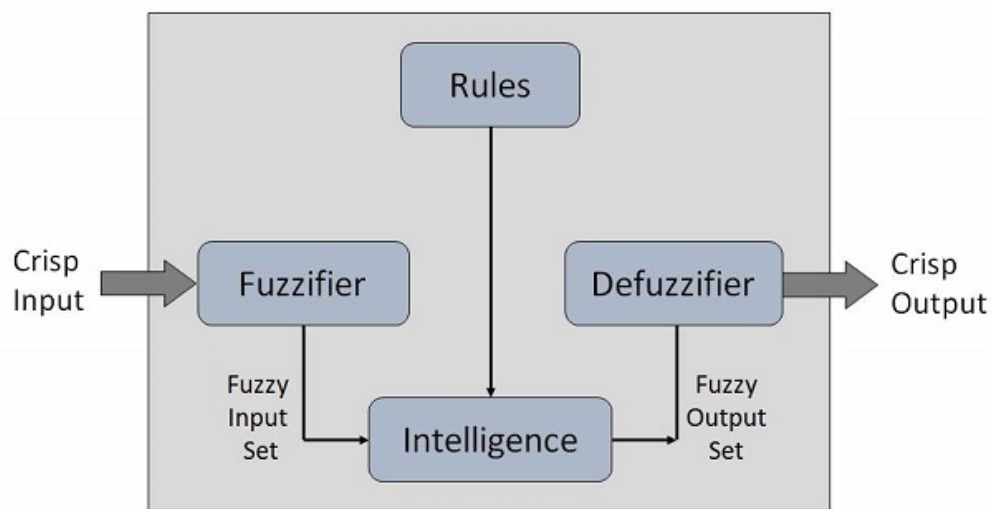 Rules
Crisp
Input
Fuzzifier
Defuzzifier
Crisp
Output
Fuzzy
Input
Set
Intelligence
Fuzzy
Output
Set